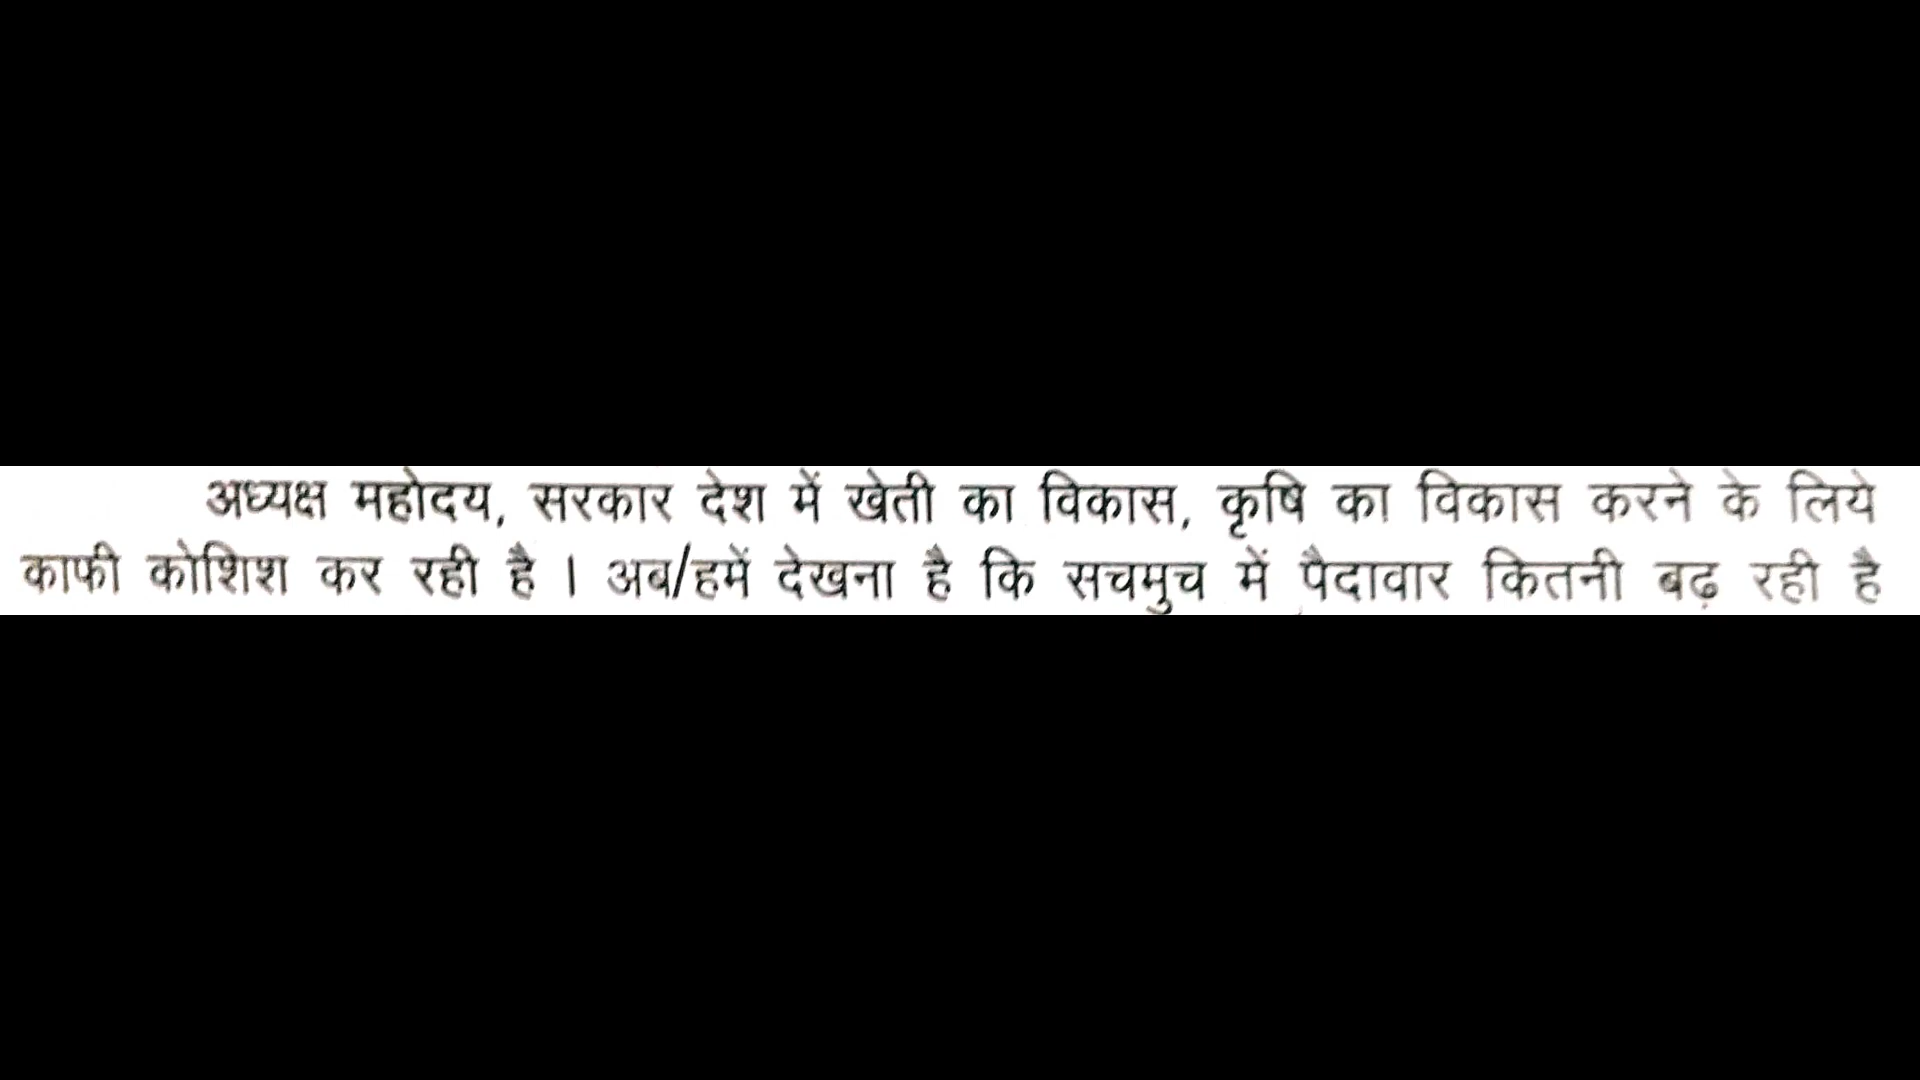 अध्यक्ष महोदय, सरकार देश में खेती का विकास, कृषि का विकास करने के लिये
काफी कोशिश कर रही है । अब/हमें देखना है कि सचमुच में पैदावार कितनी बढ़ रही है